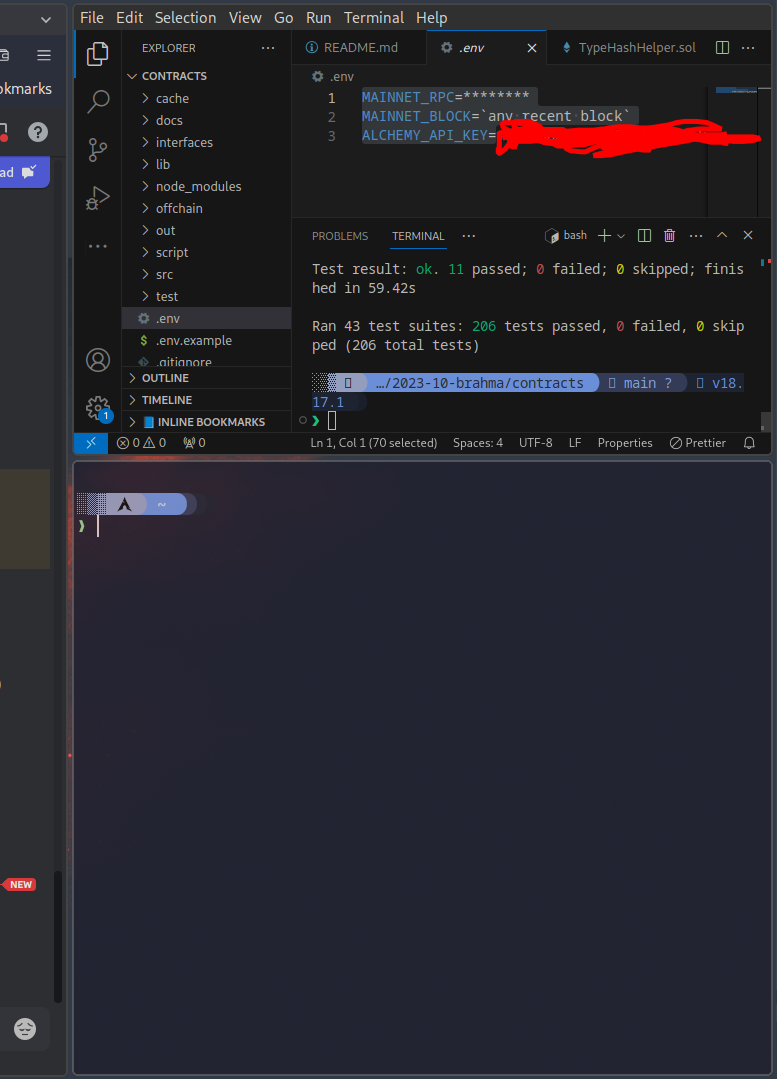 File Edit Selection View Go Run Terminal Help
okmarks
EXPLORER
README.md
.env
TypeHashHelper.sol
CONTRACTS
cache
docs
interfaces
lib
node_modules
offchain
out
script
src
test
.env
.env.example
.gitignore
OUTLINE
TIMELINE
INLINE BOOKMARKS
.env
1 MAINNET_RPC=********
2 MAINNET_BLOCK=`any recent block`
3 ALCHEMY_API_KEY=
ad
PROBLEMS TERMINAL
bash
Test result: ok. 11 passed; 0 failed; 0 skipped; finis
hed in 59.42s
Ran 43 test suites: 206 tests passed, 0 failed, 0 skip
ped (206 total tests)
…/2023-10-brahma/contracts main ? v18.
17.1
❯
1
0 0 0
Ln 1, Col 1 (70 selected) Spaces: 4 UTF-8 LF Properties Prettier
~
❯
NEW